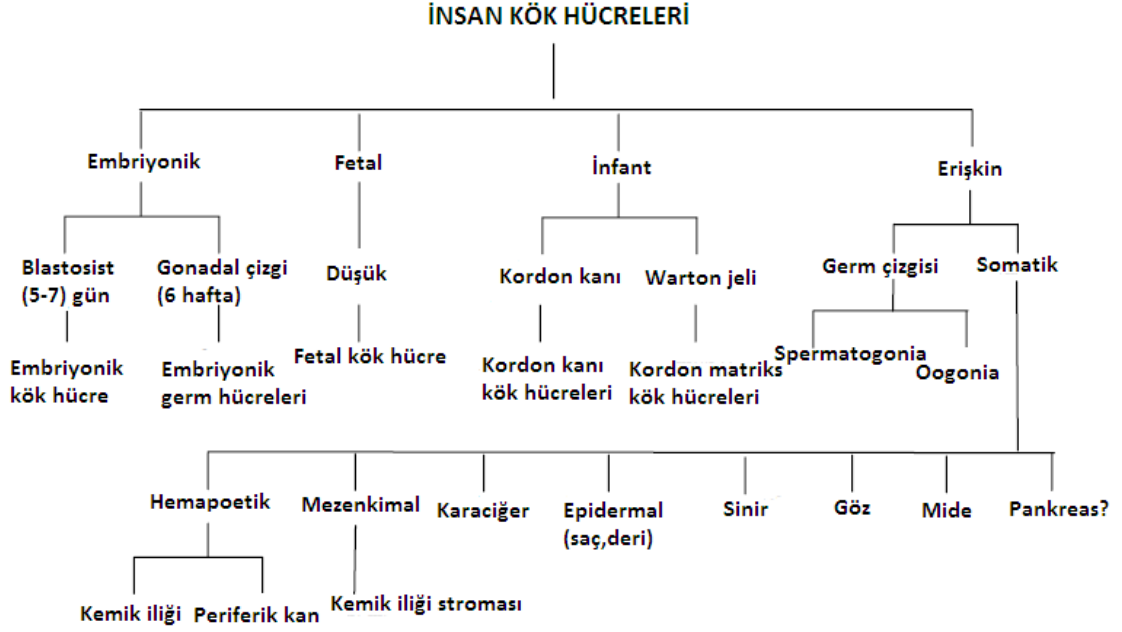 İNSAN KÖK HÜCRELERİ
Embriyonik
Fetal
İnfant
Erişkin
Blastosist
(5-7) gün
Gonadal çizgi
(6 hafta)
Düşük
Kordon kanı
Warton jeli
Germ çizgisi
Somatik
Embriyonik
kök hücre
Embriyonik
germ hücreleri
Fetal kök hücre
Kordon kanı
kök hücreleri
Kordon matriks
kök hücreleri
Spermatogonia
Oogonia
Hemapoetik
Mezenkimal
Karaciğer
Epidermal
(saç,deri)
Sinir
Göz
Mide
Pankreas?
Kemik iliği
Periferik kan
Kemik iliği stroması